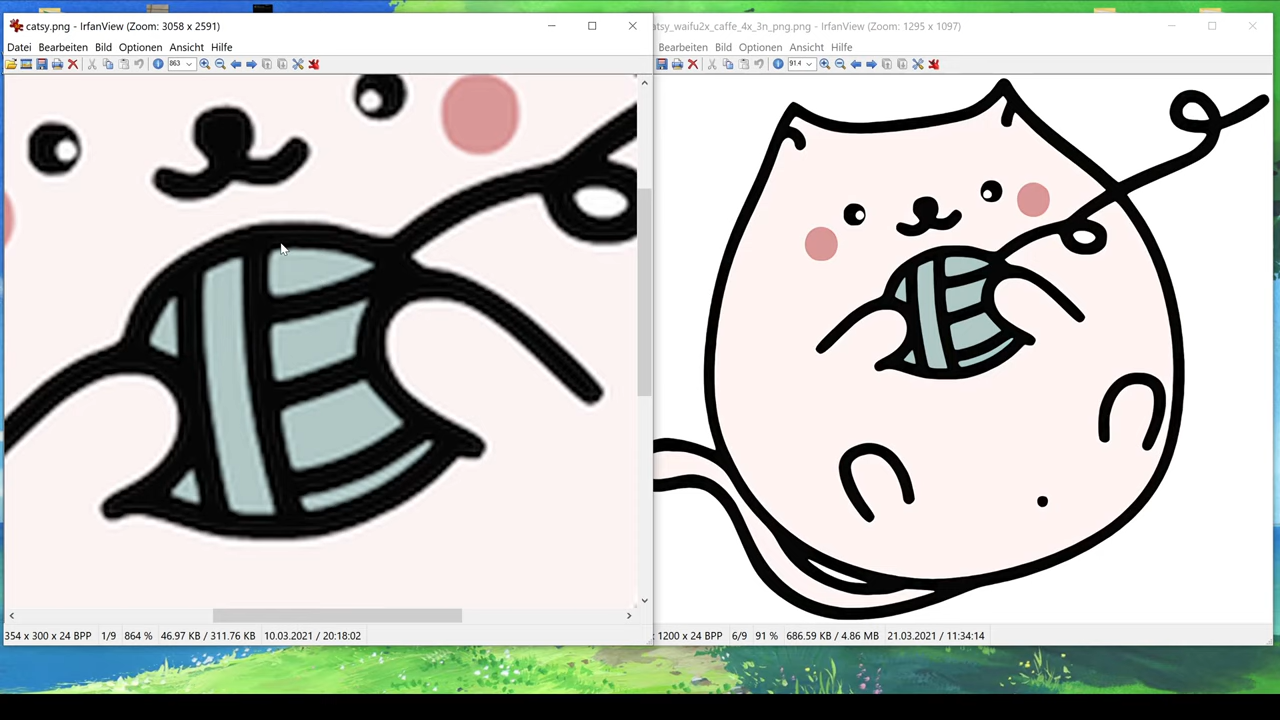 catsy.png - IrfanView (Zoom: 3058 x 2591)
Datei Bearbeiten Bild Optionen Ansicht Hilfe
863
354 x 300 x 24 BPP 1/9 864 % 46.97 KB / 311.76 KB 10.03.2021 / 20:18:02
atsy_waifu2x_caffe_4x_3n_png.png - IrfanView (Zoom: 1295 x 1097)
Bearbeiten Bild Optionen Ansicht Hilfe
91.4
1200 x 24 BPP 6/9 91 % 686.59 KB / 4.86 MB 21.03.2021 / 11:34:14